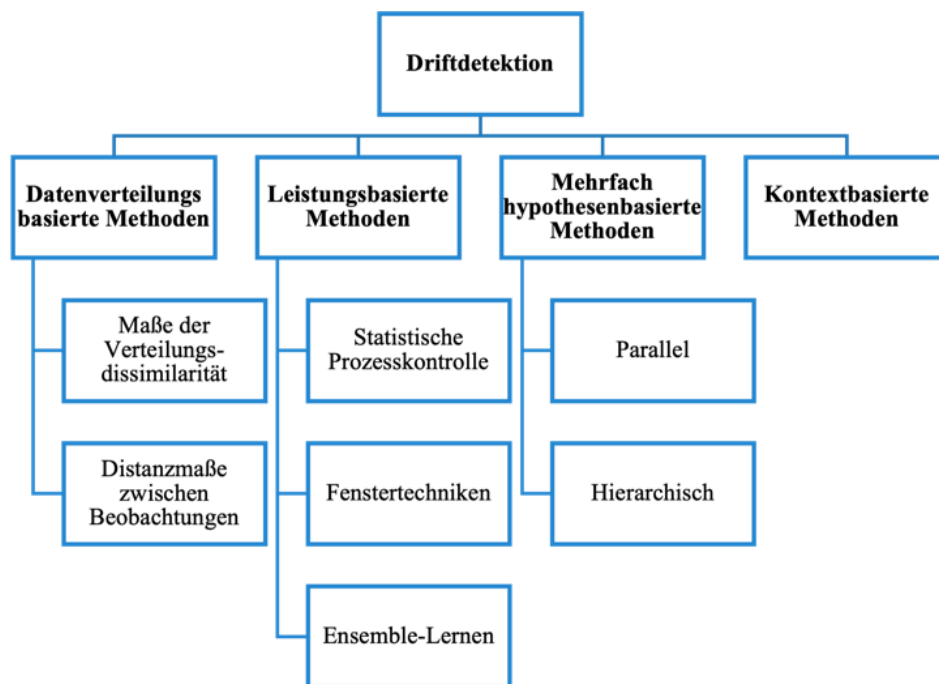 Driftdetektion
Datenverteilungs
basierte Methoden
Leistungsbasierte
Methoden
Mehrfach
hypothesenbasierte
Methoden
Kontextbasierte
Methoden
Maße der
Verteilungs-
dissimilarität
Statistische
Prozesskontrolle
Parallel
Distanzmaße
zwischen
Beobachtungen
Fenstertechniken
Hierarchisch
Ensemble-Lernen